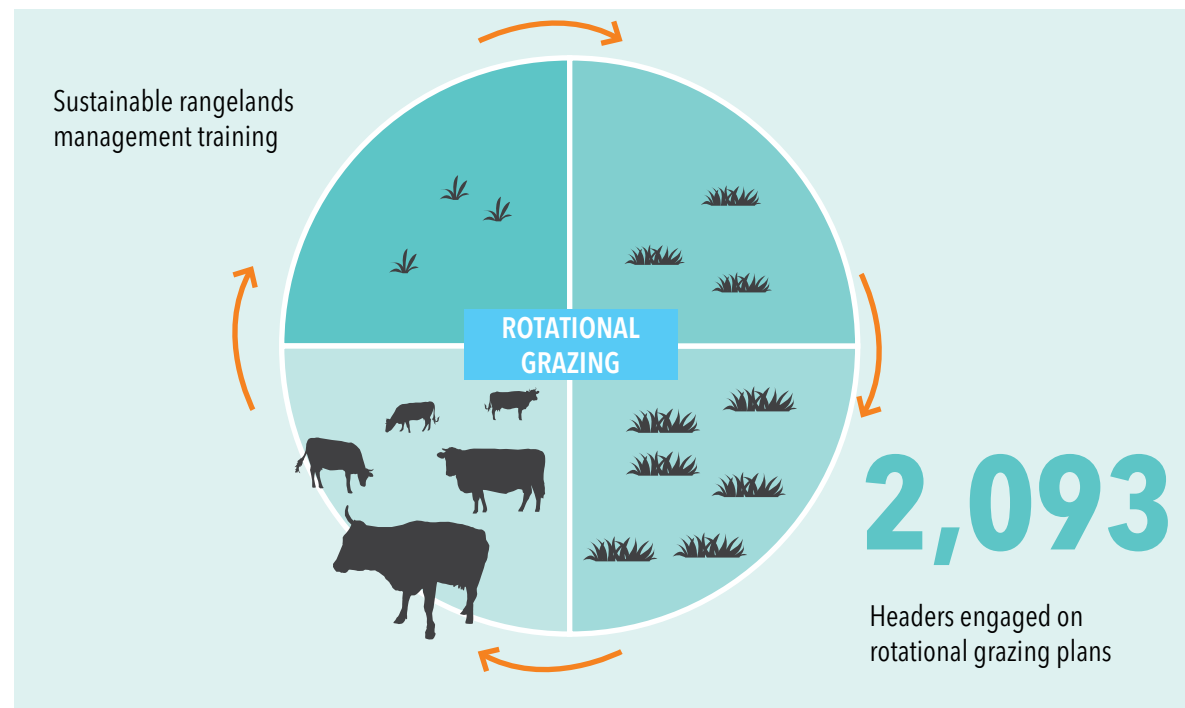 Sustainable rangelands
management training
ROTATIONAL
GRAZING
2,093
Headers engaged on
rotational grazing plans